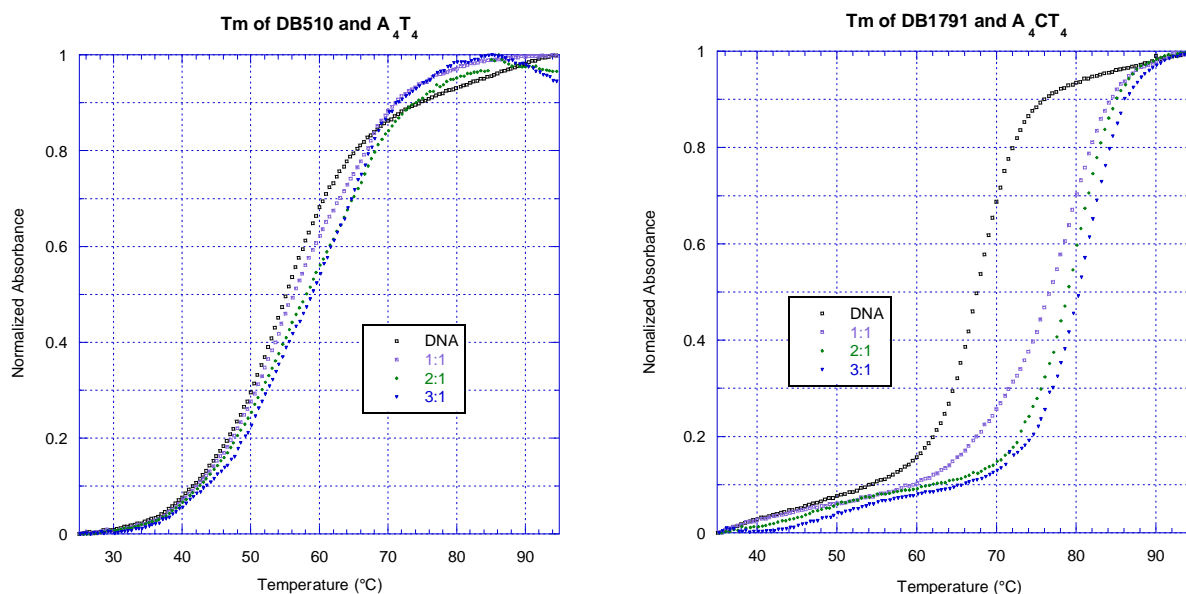 Tm of DB510 and A4T4
1
0.8
0.6
0.4
0.2
0
Nomalized Absorbance
DNA
1:1
2:1
3:1
30 40 50 60 70 80 90
Temperature (°C)
Tm of DB1791 and A4CT4
1
0.8
0.6
0.4
0.2
0
Nomalized Absorbance
DNA
1:1
2:1
3:1
40 50 60 70 80 90
Temperature (°C)